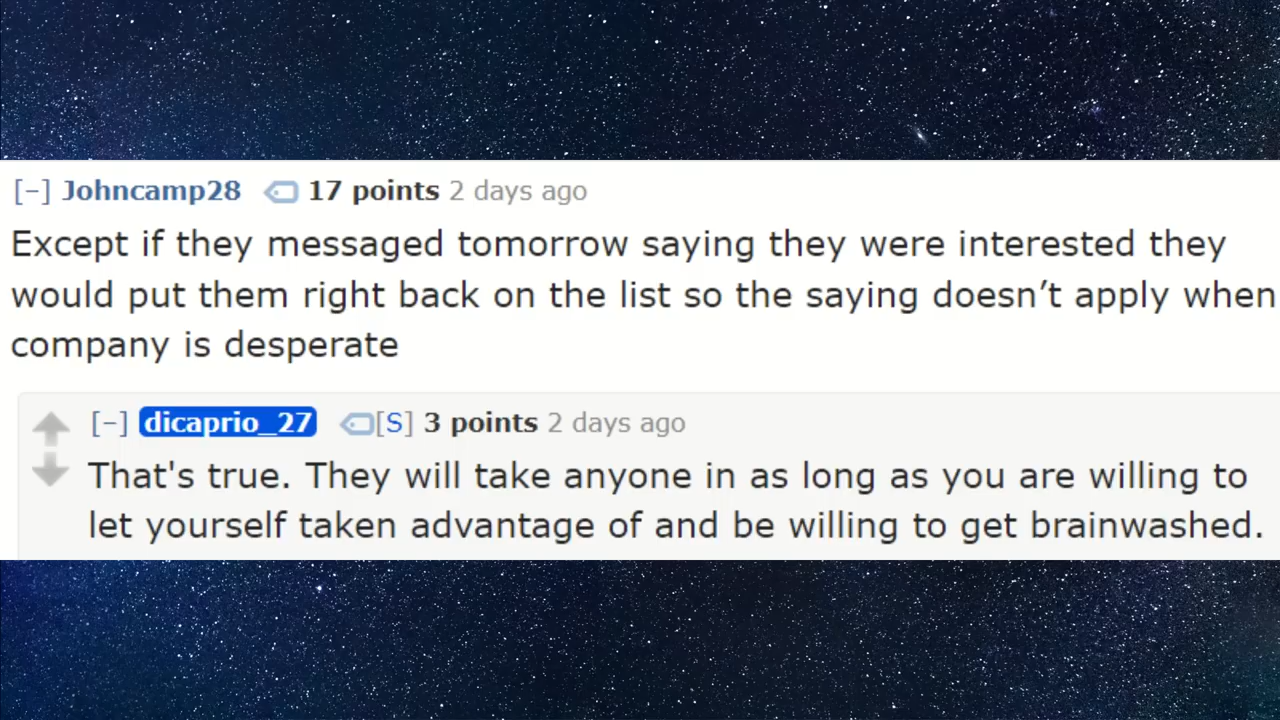 [−] Johncamp28 17 points 2 days ago
Except if they messaged tomorrow saying they were interested they
would put them right back on the list so the saying doesn’t apply when
company is desperate
[−] dicaprio_27 [S] 3 points 2 days ago
That's true. They will take anyone in as long as you are willing to
let yourself taken advantage of and be willing to get brainwashed.